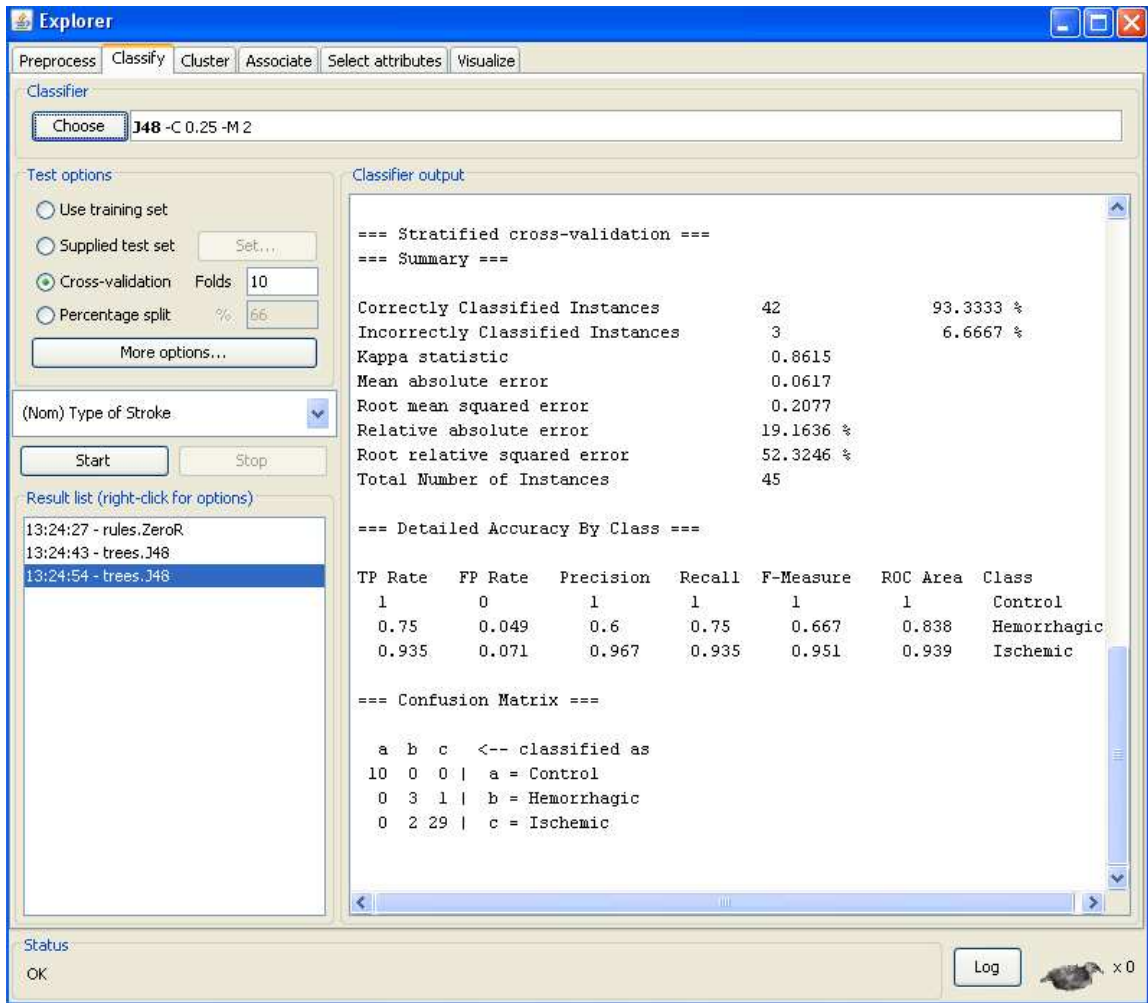 Explorer
Preprocess Classify Cluster Associate Select attributes Visualize
Classifier
Choose J48 -C 0.25 -M 2
Test options
Use training set
Supplied test set Set...
Cross-validation Folds 10
Percentage split % 66
More options...
(Nom) Type of Stroke
Start Stop
Result list (right-click for options)
13:24:27 - rules.ZeroR
13:24:43 - trees.J48
13:24:54 - trees.J48
Classifier output
=== Stratified cross-validation ===
=== Summary ===
Correctly Classified Instances 42 93.3333 %
Incorrectly Classified Instances 3 6.6667 %
Kappa statistic 0.8615
Mean absolute error 0.0617
Root mean squared error 0.2077
Relative absolute error 19.1636 %
Root relative squared error 52.3246 %
Total Number of Instances 45
=== Detailed Accuracy By Class ===
TP Rate FP Rate Precision Recall F-Measure ROC Area Class
1 0 1 1 1 1 Control
0.75 0.049 0.6 0.75 0.667 0.838 Hemorrhagic
0.935 0.071 0.967 0.935 0.951 0.939 Ischemic
=== Confusion Matrix ===
a b c <-- classified as
10 0 0 | a = Control
0 3 1 | b = Hemorrhagic
0 2 29 | c = Ischemic
Status
OK
Log x 0